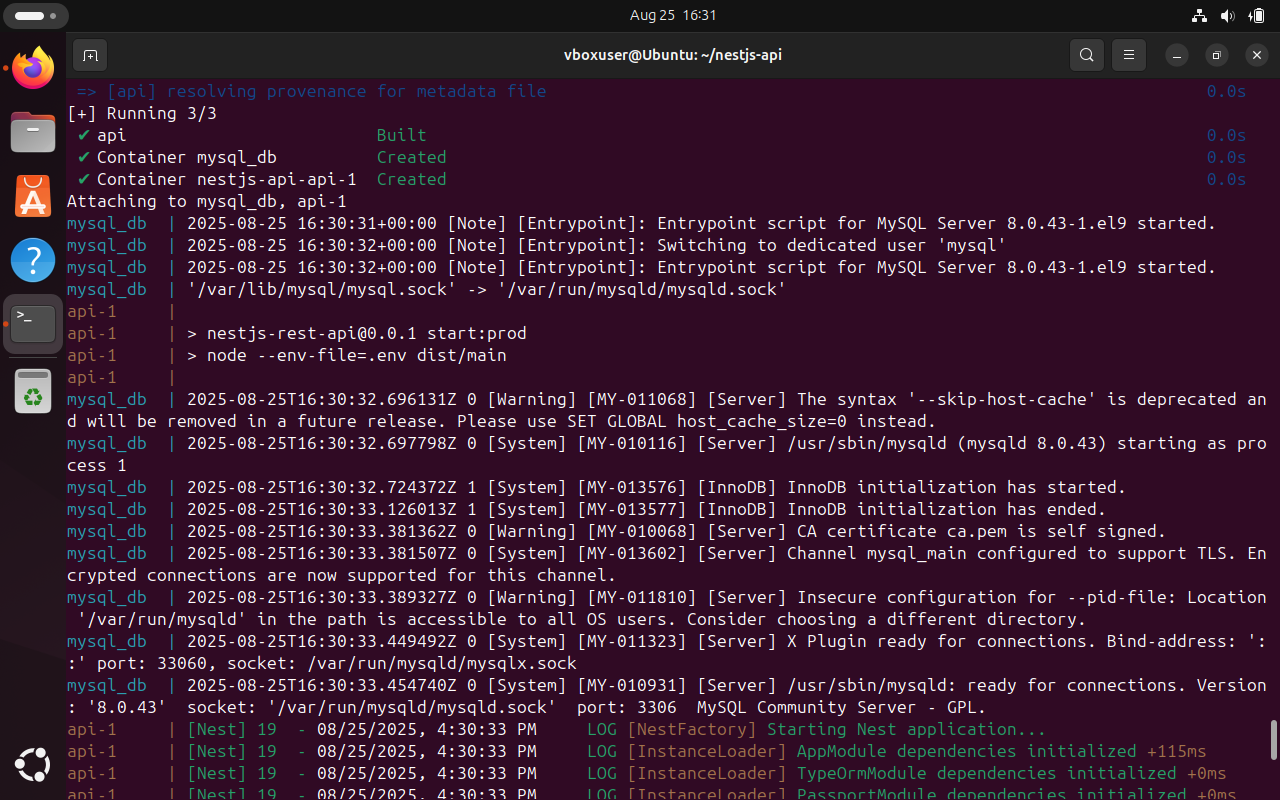 Aug 25 16:31
vboxuser@Ubuntu: ~/nestjs-api
=> [api] resolving provenance for metadata file 0.0s
[+] Running 3/3
✔ api Built 0.0s
✔ Container mysql_db Created 0.0s
✔ Container nestjs-api-api-1 Created 0.0s
Attaching to mysql_db, api-1
mysql_db | 2025-08-25 16:30:31+00:00 [Note] [Entrypoint]: Entrypoint script for MySQL Server 8.0.43-1.el9 started.
mysql_db | 2025-08-25 16:30:32+00:00 [Note] [Entrypoint]: Switching to dedicated user 'mysql'
mysql_db | 2025-08-25 16:30:32+00:00 [Note] [Entrypoint]: Entrypoint script for MySQL Server 8.0.43-1.el9 started.
mysql_db | '/var/lib/mysql/mysql.sock' -> '/var/run/mysqld/mysqld.sock'
api-1 |
api-1 | > nestjs-rest-api@0.0.1 start:prod
api-1 | > node --env-file=.env dist/main
api-1 |
mysql_db | 2025-08-25T16:30:32.696131Z 0 [Warning] [MY-011068] [Server] The syntax '--skip-host-cache' is deprecated an
d will be removed in a future release. Please use SET GLOBAL host_cache_size=0 instead.
mysql_db | 2025-08-25T16:30:32.697798Z 0 [System] [MY-010116] [Server] /usr/sbin/mysqld (mysqld 8.0.43) starting as pro
cess 1
mysql_db | 2025-08-25T16:30:32.724372Z 1 [System] [MY-013576] [InnoDB] InnoDB initialization has started.
mysql_db | 2025-08-25T16:30:33.126013Z 1 [System] [MY-013577] [InnoDB] InnoDB initialization has ended.
mysql_db | 2025-08-25T16:30:33.381362Z 0 [Warning] [MY-010068] [Server] CA certificate ca.pem is self signed.
mysql_db | 2025-08-25T16:30:33.381507Z 0 [System] [MY-013602] [Server] Channel mysql_main configured to support TLS. En
crypted connections are now supported for this channel.
mysql_db | 2025-08-25T16:30:33.389327Z 0 [Warning] [MY-011810] [Server] Insecure configuration for --pid-file: Location
'/var/run/mysqld' in the path is accessible to all OS users. Consider choosing a different directory.
mysql_db | 2025-08-25T16:30:33.449492Z 0 [System] [MY-011323] [Server] X Plugin ready for connections. Bind-address: ':
:' port: 33060, socket: /var/run/mysqld/mysqlx.sock
mysql_db | 2025-08-25T16:30:33.454740Z 0 [System] [MY-010931] [Server] /usr/sbin/mysqld: ready for connections. Version
: '8.0.43' socket: '/var/run/mysqld/mysqld.sock' port: 3306 MySQL Community Server - GPL.
api-1 | [Nest] 19 - 08/25/2025, 4:30:33 PM LOG [NestFactory] Starting Nest application...
api-1 | [Nest] 19 - 08/25/2025, 4:30:33 PM LOG [InstanceLoader] AppModule dependencies initialized +115ms
api-1 | [Nest] 19 - 08/25/2025, 4:30:33 PM LOG [InstanceLoader] TypeOrmModule dependencies initialized +0ms
api-1 | [Nest] 19 - 08/25/2025, 4:30:33 PM LOG [InstanceLoader] PassportModule dependencies initialized +0ms